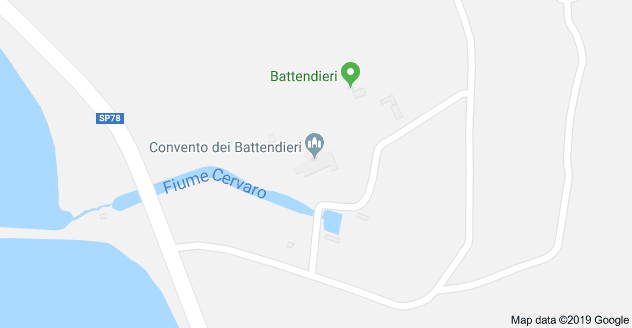 Battendieri
SP78
Convento dei Battendieri
Fiume Cervaro
Map data ©2019 Google